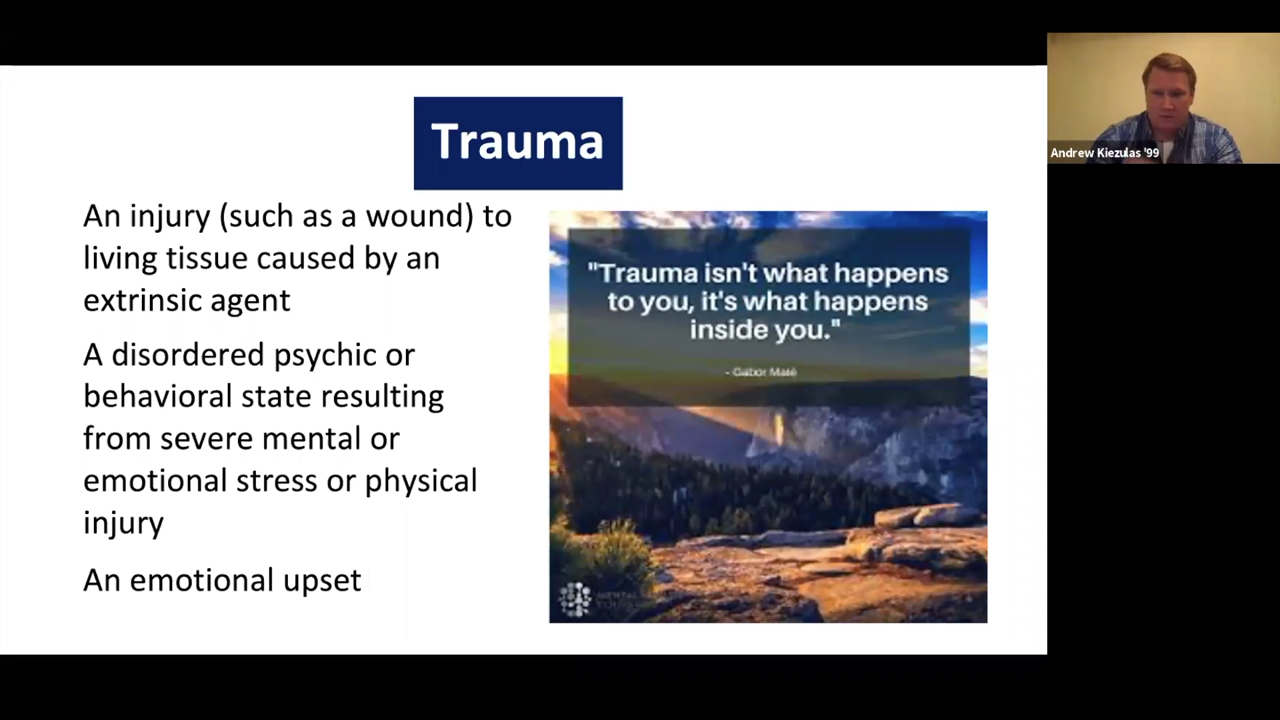 Trauma
An injury (such as a wound) to
living tissue caused by an
extrinsic agent
A disordered psychic or
behavioral state resulting
from severe mental or
emotional stress or physical
injury
An emotional upset
"Trauma isn't what happens
to you, it's what happens
inside you."
- Gabor Maté
Andrew Kiezulas '99